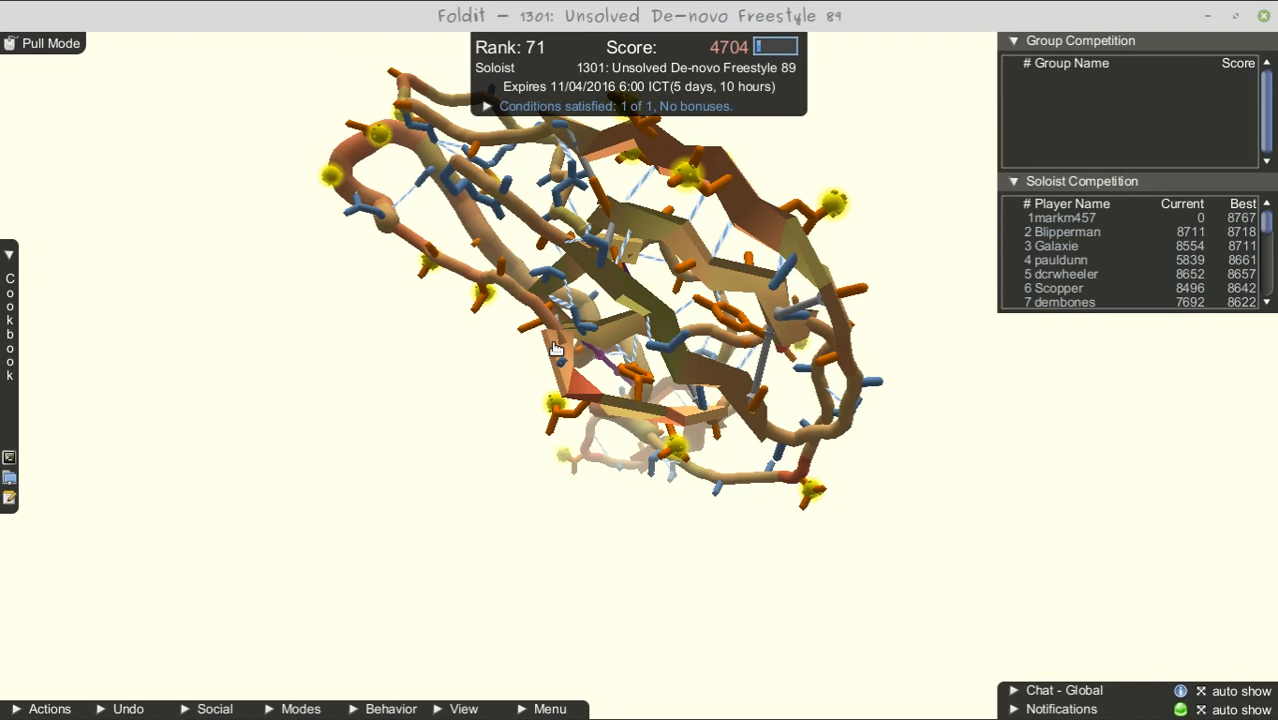 Foldit - 1301: Unsolved De-novo Freestyle 89
Pull Mode
Rank: 71 Score: 4704
Soloist 1301: Unsolved De-novo Freestyle 89
Expires 11/04/2016 6:00 ICT(5 days, 10 hours)
Conditions satisfied: 1 of 1, No bonuses.
Group Competition
# Group Name Score
Soloist Competition
# Player Name Current Best
1 markm457 0 8767
2 Blipperman 8711 8718
3 Galaxie 8554 8711
4 pauldunn 5839 8661
5 dcrwheeler 8652 8657
6 Scopper 8496 8642
7 dembones 7692 8622
Cookbook
Actions Undo Social Modes Behavior View Menu
Chat - Global auto show
Notifications auto show